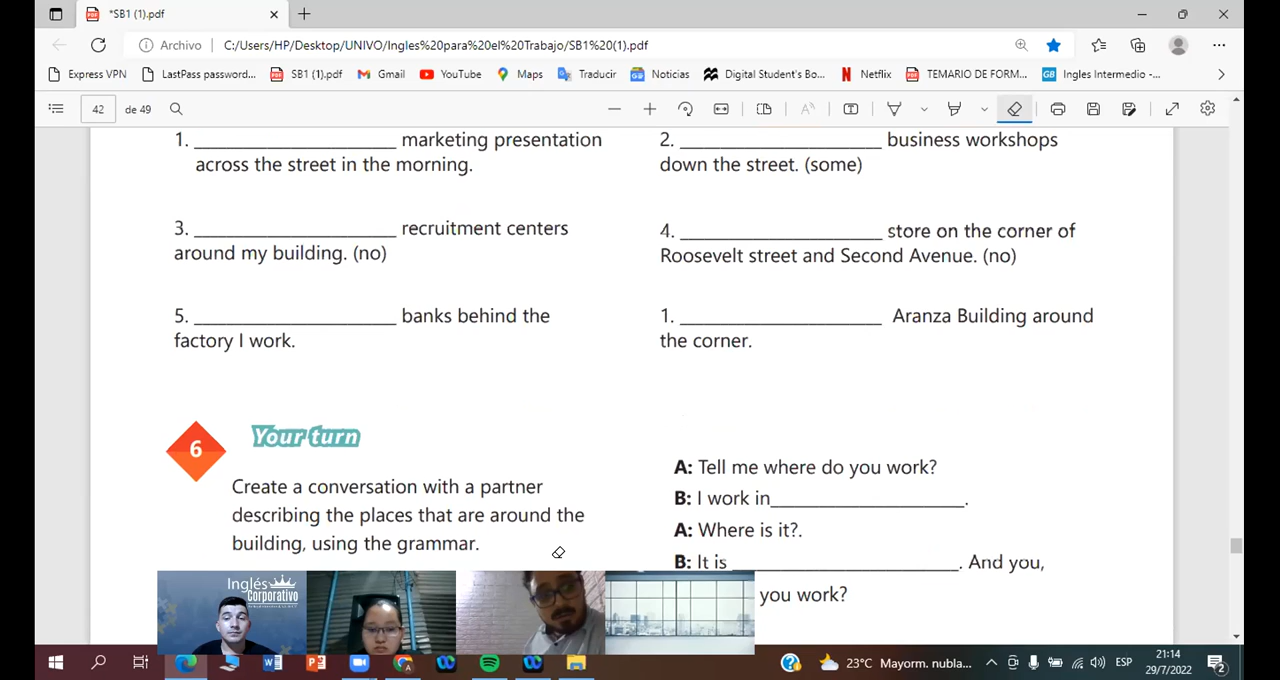 *SB1 (1).pdf
Archivo C:/Users/HP/Desktop/UNIVO/Ingles%20para%20el%20Trabajo/SB1%20(1).pdf
Express VPN LastPass password... SB1 (1).pdf Gmail YouTube Maps Traducir Noticias Digital Student's Bo... Netflix TEMARIO DE FORM... Ingles Intermedio -...
42 de 49
1. ____________________ marketing presentation
across the street in the morning.
2. ____________________ business workshops
down the street. (some)
3. ____________________ recruitment centers
around my building. (no)
4. ____________________ store on the corner of
Roosevelt street and Second Avenue. (no)
5. ____________________ banks behind the
factory I work.
1. ____________________ Aranza Building around
the corner.
6 Your turn
Create a conversation with a partner
describing the places that are around the
building, using the grammar.
A: Tell me where do you work?
B: I work in____________________.
A: Where is it?.
B: It is ________________________. And you,
you work?
Inglés
Corporativo
23°C Mayorm. nubla... ESP 21:14
29/7/2022
2